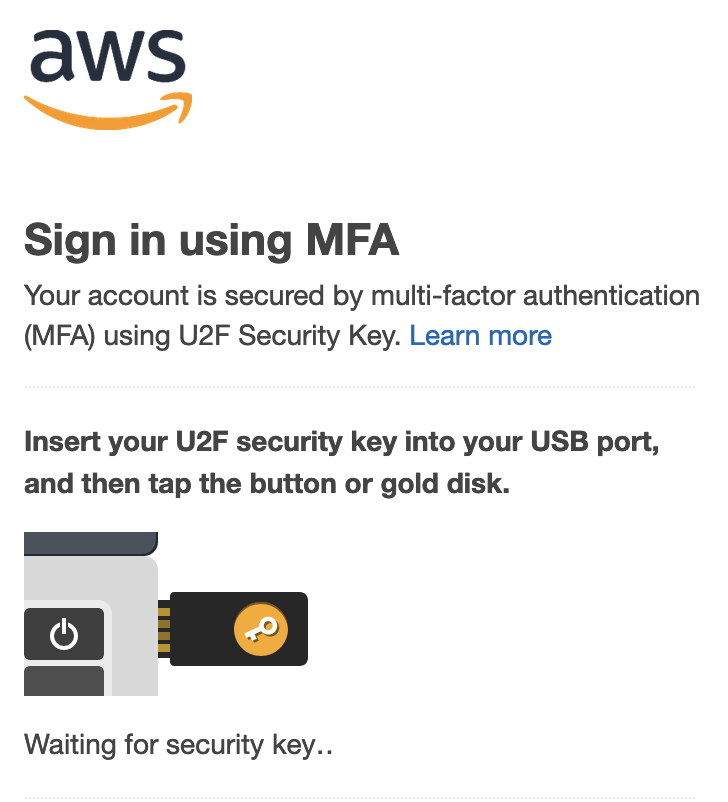 aws
Sign in using MFA
Your account is secured by multi-factor authentication
(MFA) using U2F Security Key. Learn more
Insert your U2F security key into your USB port,
and then tap the button or gold disk.
Waiting for security key..